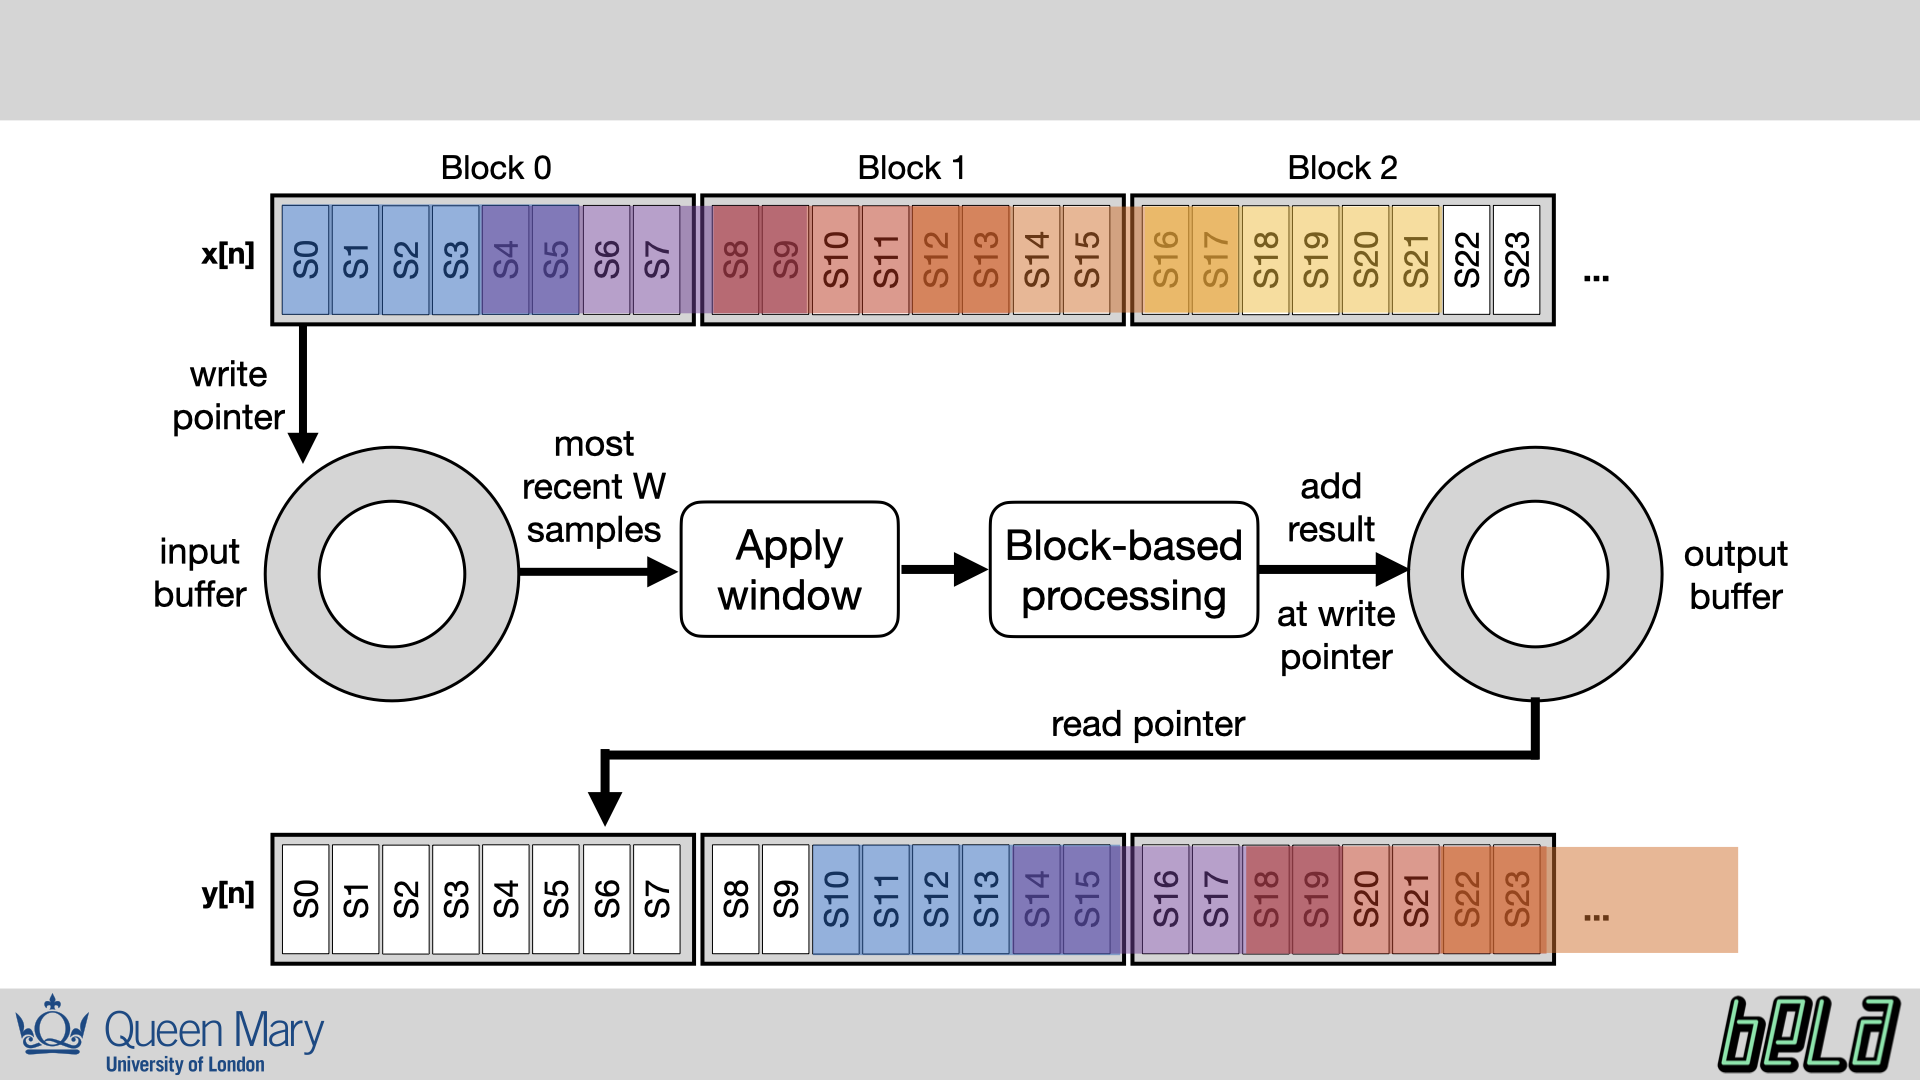 Block 0
Block 1
Block 2
x[n]
S0 S1 S2 S3 S4 S5 S6 S7 S8 S9 S10 S11 S12 S13 S14 S15 S16 S17 S18 S19 S20 S21 S22 S23 ...
write
pointer
input
buffer
most
recent W
samples
Apply
window
Block-based
processing
add
result
at write
pointer
output
buffer
read pointer
y[n]
S0 S1 S2 S3 S4 S5 S6 S7 S8 S9 S10 S11 S12 S13 S14 S15 S16 S17 S18 S19 S20 S21 S22 S23 ...
Queen Mary
University of London
beLa